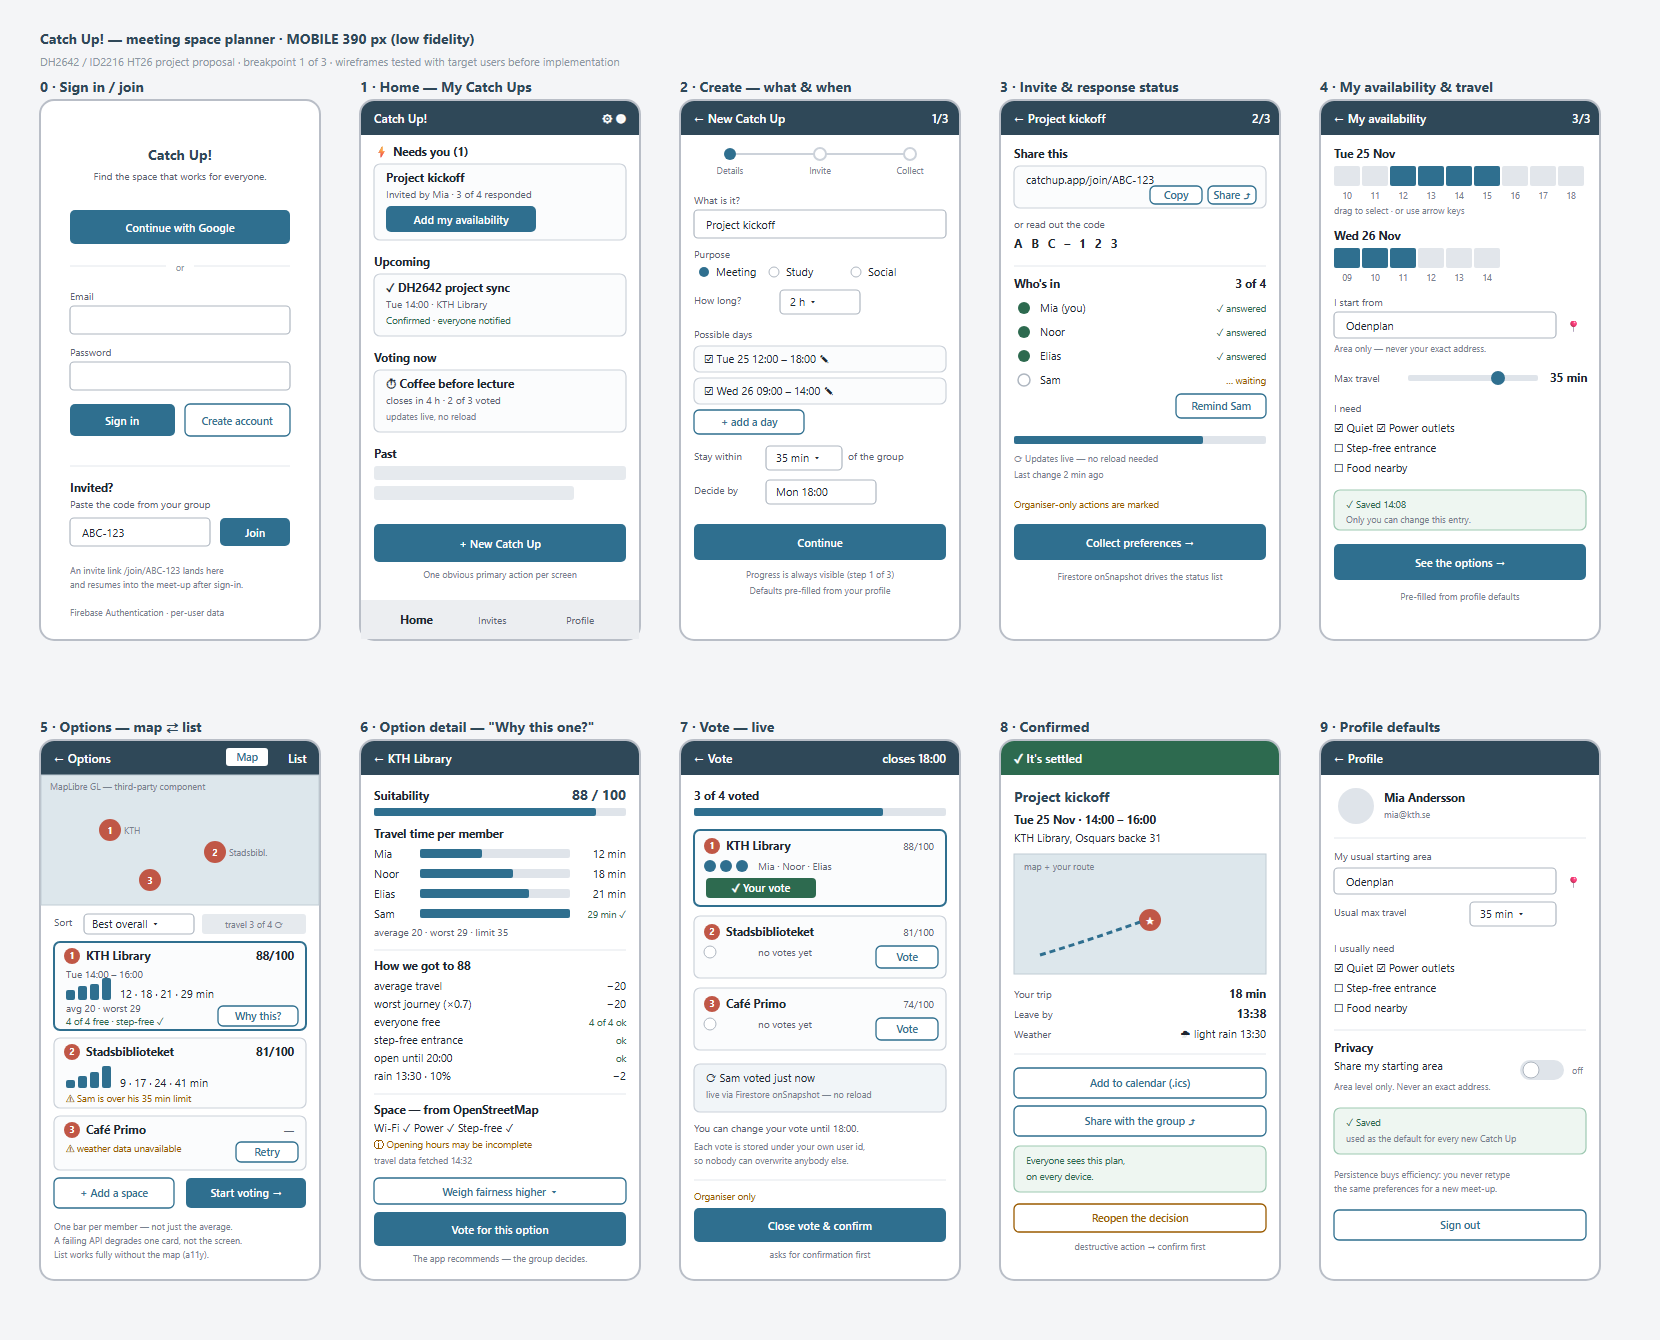 Catch Up! — meeting space planner · MOBILE 390 px (low fidelity)
DH2642 / ID2216 HT26 project proposal · breakpoint 1 of 3 · wireframes tested with target users before implementation
0 · Sign in / join
Catch Up!
Find the space that works for everyone.
Continue with Google
or
Email
Password
Sign in
Create account
Invited?
Paste the code from your group
ABC-123
Join
An invite link /join/ABC-123 lands here
and resumes into the meet-up after sign-in.
Firebase Authentication · per-user data
1 · Home — My Catch Ups
Catch Up! ⚙ ●
⚡ Needs you (1)
Project kickoff
Invited by Mia · 3 of 4 responded
Add my availability
Upcoming
✓ DH2642 project sync
Tue 14:00 · KTH Library
Confirmed · everyone notified
Voting now
⏱ Coffee before lecture
closes in 4 h · 2 of 3 voted
updates live, no reload
Past
+ New Catch Up
One obvious primary action per screen
Home Invites Profile
2 · Create — what & when
← New Catch Up 1/3
Details Invite Collect
What is it?
Project kickoff
Purpose
Meeting Study Social
How long? 2 h ▾
Possible days
☑ Tue 25 12:00 – 18:00 ✎
☑ Wed 26 09:00 – 14:00 ✎
+ add a day
Stay within 35 min ▾ of the group
Decide by Mon 18:00
Continue
Progress is always visible (step 1 of 3)
Defaults pre-filled from your profile
3 · Invite & response status
← Project kickoff 2/3
Share this
catchup.app/join/ABC-123
Copy Share ⤴
or read out the code
A B C – 1 2 3
Who's in 3 of 4
Mia (you) ✓ answered
Noor ✓ answered
Elias ✓ answered
Sam ... waiting
Remind Sam
⟳ Updates live — no reload needed
Last change 2 min ago
Organiser-only actions are marked
Collect preferences →
Firestore onSnapshot drives the status list
4 · My availability & travel
← My availability 3/3
Tue 25 Nov
10 11 12 13 14 15 16 17 18
drag to select · or use arrow keys
Wed 26 Nov
09 10 11 12 13 14
I start from
Odenplan 📍
Area only — never your exact address.
Max travel 35 min
I need
☑ Quiet ☑ Power outlets
☐ Step-free entrance
☐ Food nearby
✓ Saved 14:08
Only you can change this entry.
See the options →
Pre-filled from profile defaults
5 · Options — map ⇄ list
← Options Map List
MapLibre GL — third-party component
1 KTH
2 Stadsbibl.
3
Sort Best overall ▾ travel 3 of 4 ⟳
1 KTH Library 88/100
Tue 14:00 – 16:00
12 · 18 · 21 · 29 min
avg 20 · worst 29
4 of 4 free · step-free ✓
Why this?
2 Stadsbiblioteket 81/100
9 · 17 · 24 · 41 min
⚠ Sam is over his 35 min limit
3 Café Primo —
⚠ weather data unavailable
Retry
+ Add a space
Start voting →
One bar per member — not just the average.
A failing API degrades one card, not the screen.
List works fully without the map (a11y).
6 · Option detail — "Why this one?"
← KTH Library
Suitability 88 / 100
Travel time per member
Mia 12 min
Noor 18 min
Elias 21 min
Sam 29 min ✓
average 20 · worst 29 · limit 35
How we got to 88
average travel −20
worst journey (×0.7) −20
everyone free 4 of 4 ok
step-free entrance ok
open until 20:00 ok
rain 13:30 · 10% −2
Space — from OpenStreetMap
Wi-Fi ✓ Power ✓ Step-free ✓
ⓘ Opening hours may be incomplete
travel data fetched 14:32
Weigh fairness higher ▾
Vote for this option
The app recommends — the group decides.
7 · Vote — live
← Vote closes 18:00
3 of 4 voted
1 KTH Library 88/100
Mia · Noor · Elias
✓ Your vote
2 Stadsbiblioteket 81/100
no votes yet Vote
3 Café Primo 74/100
no votes yet Vote
⟳ Sam voted just now
live via Firestore onSnapshot — no reload
You can change your vote until 18:00.
Each vote is stored under your own user id,
so nobody can overwrite anybody else.
Organiser only
Close vote & confirm
asks for confirmation first
8 · Confirmed
✓ It's settled
Project kickoff
Tue 25 Nov · 14:00 – 16:00
KTH Library, Osquars backe 31
map + your route
Your trip 18 min
Leave by 13:38
Weather 🌧 light rain 13:30
Add to calendar (.ics)
Share with the group ⤴
Everyone sees this plan,
on every device.
Reopen the decision
destructive action → confirm first
9 · Profile defaults
← Profile
Mia Andersson
mia@kth.se
My usual starting area
Odenplan 📍
Usual max travel 35 min ▾
I usually need
☑ Quiet ☑ Power outlets
☐ Step-free entrance
☐ Food nearby
Privacy
Share my starting area off
Area level only. Never an exact address.
✓ Saved
used as the default for every new Catch Up
Persistence buys efficiency: you never retype
the same preferences for a new meet-up.
Sign out